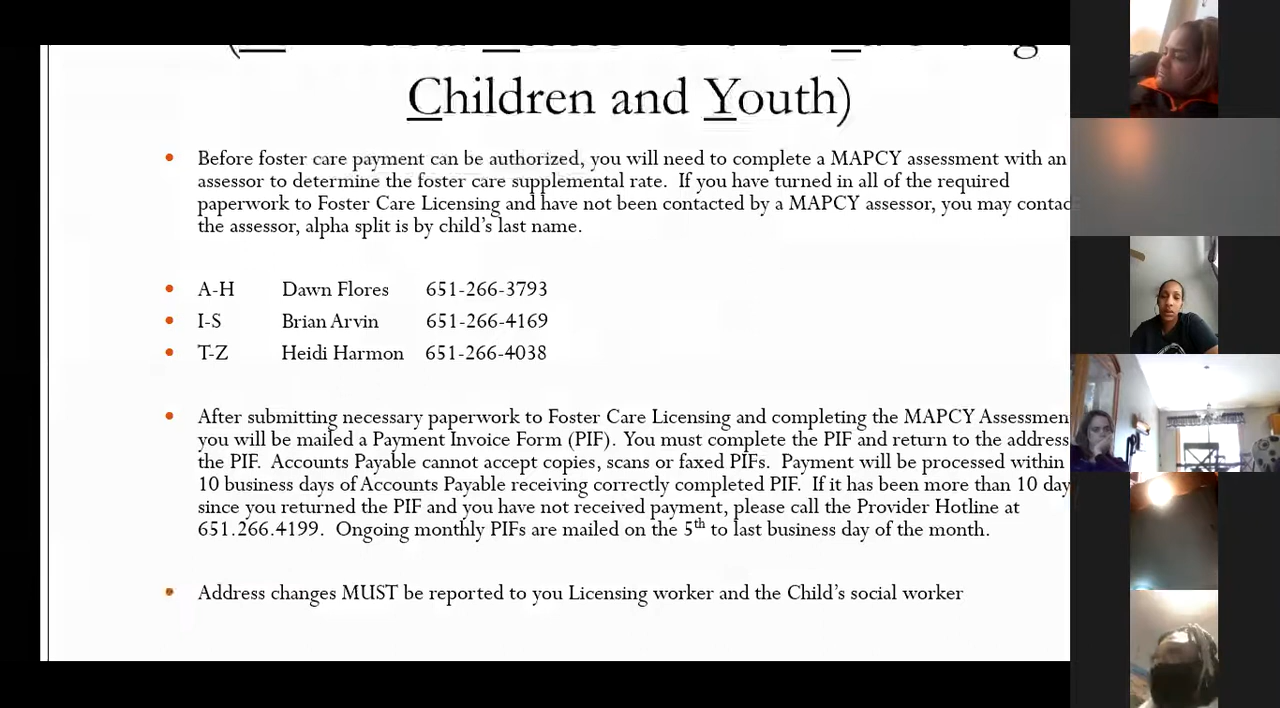 Children and Youth)
Before foster care payment can be authorized, you will need to complete a MAPCY assessment with an
assessor to determine the foster care supplemental rate. If you have turned in all of the required
paperwork to Foster Care Licensing and have not been contacted by a MAPCY assessor, you may contac
the assessor, alpha split is by child's last name.
A-H Dawn Flores 651-266-3793
I-S Brian Arvin 651-266-4169
T-Z Heidi Harmon 651-266-4038
After submitting necessary paperwork to Foster Care Licensing and completing the MAPCY Assessmen
you will be mailed a Payment Invoice Form (PIF). You must complete the PIF and return to the address
the PIF. Accounts Payable cannot accept copies, scans or faxed PIFs. Payment will be processed within
10 business days of Accounts Payable receiving correctly completed PIF. If it has been more than 10 day
since you returned the PIF and you have not received payment, please call the Provider Hotline at
651.266.4199. Ongoing monthly PIFs are mailed on the 5th to last business day of the month.
Address changes MUST be reported to you Licensing worker and the Child's social worker